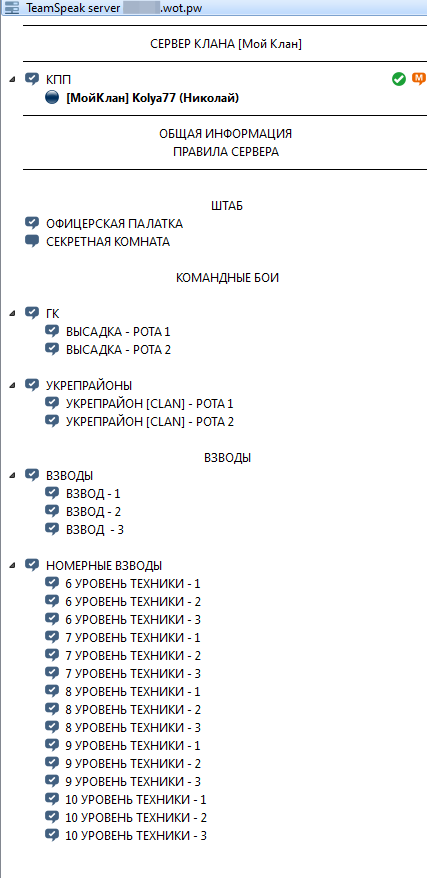 TeamSpeak server .wot.pw
СЕРВЕР КЛАНА [Мой Клан]
КПП
M
[МойКлан] Kolya77 (Николай)
ОБЩАЯ ИНФОРМАЦИЯ
ПРАВИЛА СЕРВЕРА
ШТАБ
ОФИЦЕРСКАЯ ПАЛАТКА
СЕКРЕТНАЯ КОМНАТА
КОМАНДНЫЕ БОИ
ГК
ВЫСАДКА - РОТА 1
ВЫСАДКА - РОТА 2
УКРЕПРАЙОНЫ
УКРЕПРАЙОН [CLAN] - РОТА 1
УКРЕПРАЙОН [CLAN] - РОТА 2
ВЗВОДЫ
ВЗВОДЫ
ВЗВОД - 1
ВЗВОД - 2
ВЗВОД  - 3
НОМЕРНЫЕ ВЗВОДЫ
6 УРОВЕНЬ ТЕХНИКИ - 1
6 УРОВЕНЬ ТЕХНИКИ - 2
6 УРОВЕНЬ ТЕХНИКИ - 3
7 УРОВЕНЬ ТЕХНИКИ - 1
7 УРОВЕНЬ ТЕХНИКИ - 2
7 УРОВЕНЬ ТЕХНИКИ - 3
8 УРОВЕНЬ ТЕХНИКИ - 1
8 УРОВЕНЬ ТЕХНИКИ - 2
8 УРОВЕНЬ ТЕХНИКИ - 3
9 УРОВЕНЬ ТЕХНИКИ - 1
9 УРОВЕНЬ ТЕХНИКИ - 2
9 УРОВЕНЬ ТЕХНИКИ - 3
10 УРОВЕНЬ ТЕХНИКИ - 1
10 УРОВЕНЬ ТЕХНИКИ - 2
10 УРОВЕНЬ ТЕХНИКИ - 3